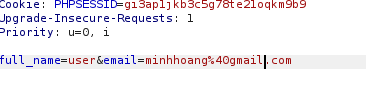 Cookie: PHPSESSID=gi3ap1jkb3c5g78te2loqkm9b9
Upgrade-Insecure-Requests: 1
Priority: u=0, i
full_name=user&email=minhhoang%40gmail.com